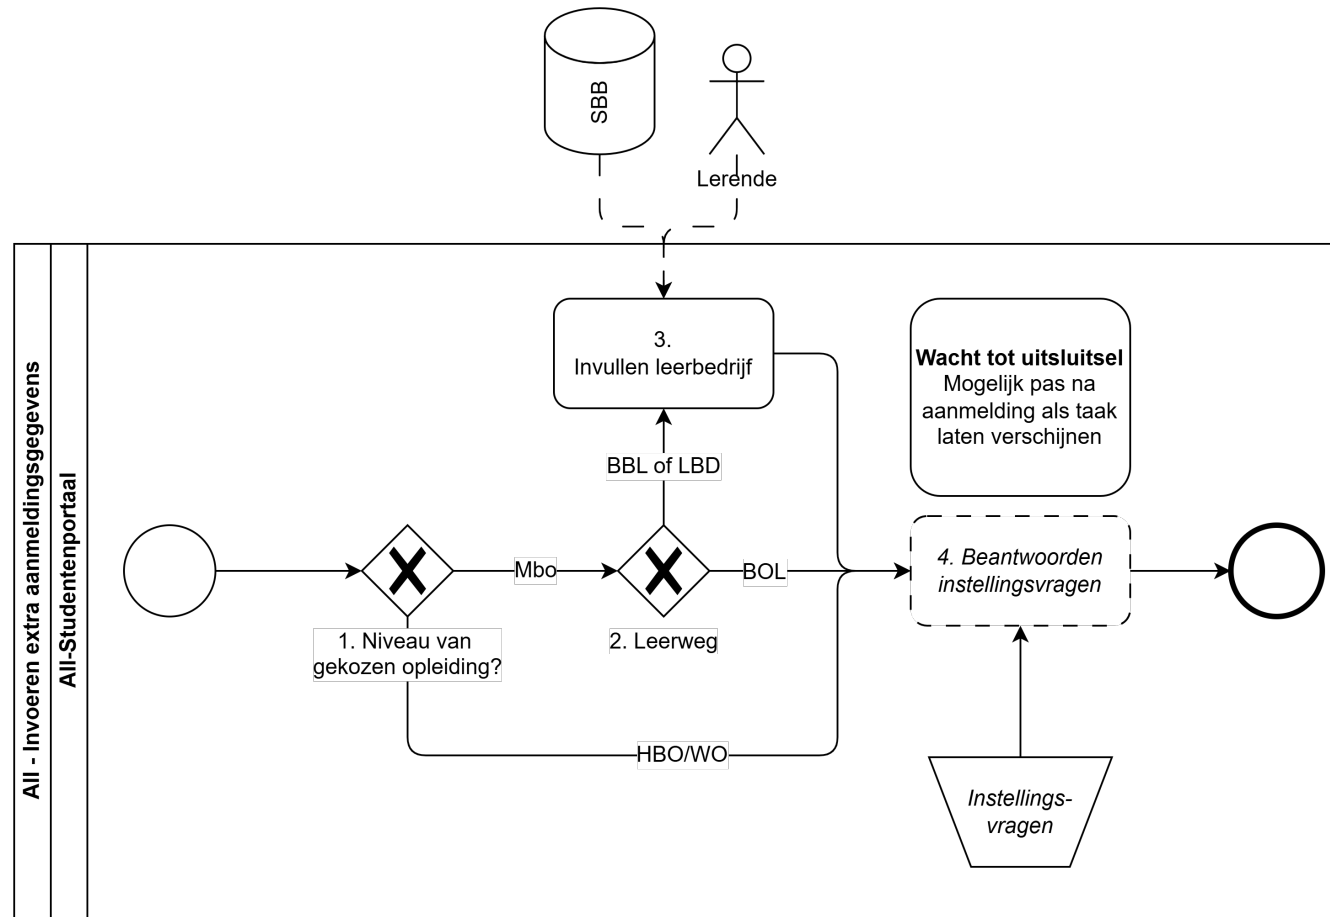 SBB
Lerende
All - Invoeren extra aanmeldingsgegevens
All-Studentenportaal
3.
Invullen leerbedrijf
Wacht tot uitsluitsel
Mogelijk pas na
aanmelding als taak
laten verschijnen
BBL of LBD
Mbo
BOL
4. Beantwoorden
instellingsvragen
1. Niveau van
gekozen opleiding?
2. Leerweg
HBO/WO
Instellings-
vragen